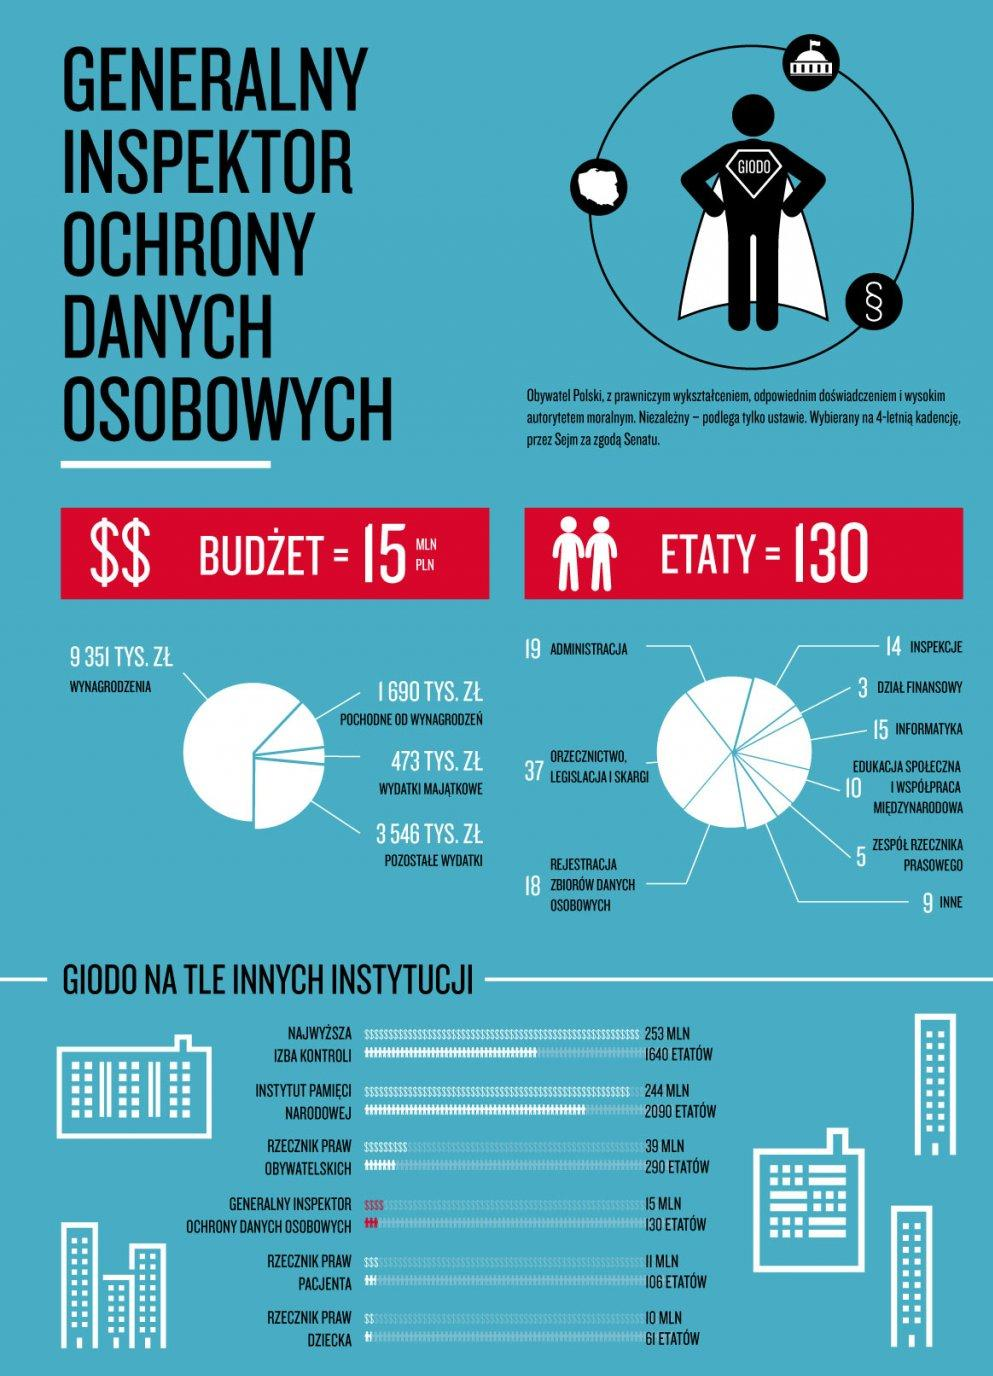 GENERALNY
INSPEKTOR
OCHRONY
DANYCH
OSOBOWYCH
GIODO
§
Obywatel Polski, z prawniczym wykształceniem, odpowiednim doświadczeniem i wysokim
autorytetem moralnym. Niezależny – podlega tylko ustawie. Wybierany na 4-letnią kadencję,
przez Sejm za zgodą Senatu.
$$ BUDŻET = 15 MLN PLN
ETATY = 130
9 351 TYS. ZŁ
WYNAGRODZENIA
1 690 TYS. ZŁ
POCHODNE OD WYNAGRODZEŃ
473 TYS. ZŁ
WYDATKI MAJĄTKOWE
3 546 TYS. ZŁ
POZOSTAŁE WYDATKI
19 ADMINISTRACJA
37 ORZECZNICTWO,
LEGISLACJA I SKARGI
18 REJESTRACJA
ZBIORÓW DANYCH
OSOBOWYCH
14 INSPEKCJE
3 DZIAŁ FINANSOWY
15 INFORMATYKA
10 EDUKACJA SPOŁECZNA
I WSPÓŁPRACA
MIĘDZYNARODOWA
5 ZESPÓŁ RZECZNIKA
PRASOWEGO
9 INNE
GIODO NA TLE INNYCH INSTYTUCJI
NAJWYŻSZA 253 MLN
IZBA KONTROLI 1640 ETATÓW
INSTYTUT PAMIĘCI 244 MLN
NARODOWEJ 2090 ETATÓW
RZECZNIK PRAW 39 MLN
OBYWATELSKICH 290 ETATÓW
GENERALNY INSPEKTOR 15 MLN
OCHRONY DANYCH OSOBOWYCH 130 ETATÓW
RZECZNIK PRAW 11 MLN
PACJENTA 106 ETATÓW
RZECZNIK PRAW 10 MLN
DZIECKA 61 ETATÓW